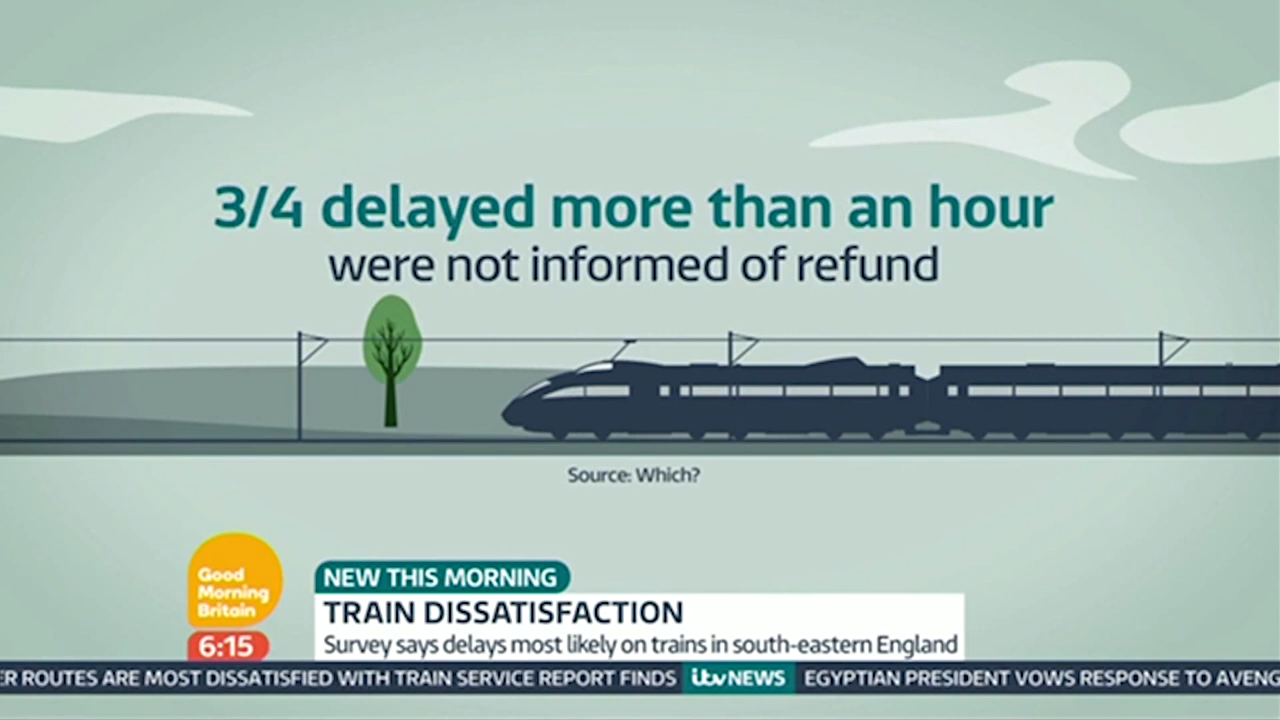 3/4 delayed more than an hour
were not informed of refund
Source: Which?
Good
Morning
Britain
6:15
NEW THIS MORNING
TRAIN DISSATISFACTION
Survey says delays most likely on trains in south-eastern England
ER ROUTES ARE MOST DISSATISFIED WITH TRAIN SERVICE REPORT FINDS itv NEWS EGYPTIAN PRESIDENT VOWS RESPONSE TO AVENG